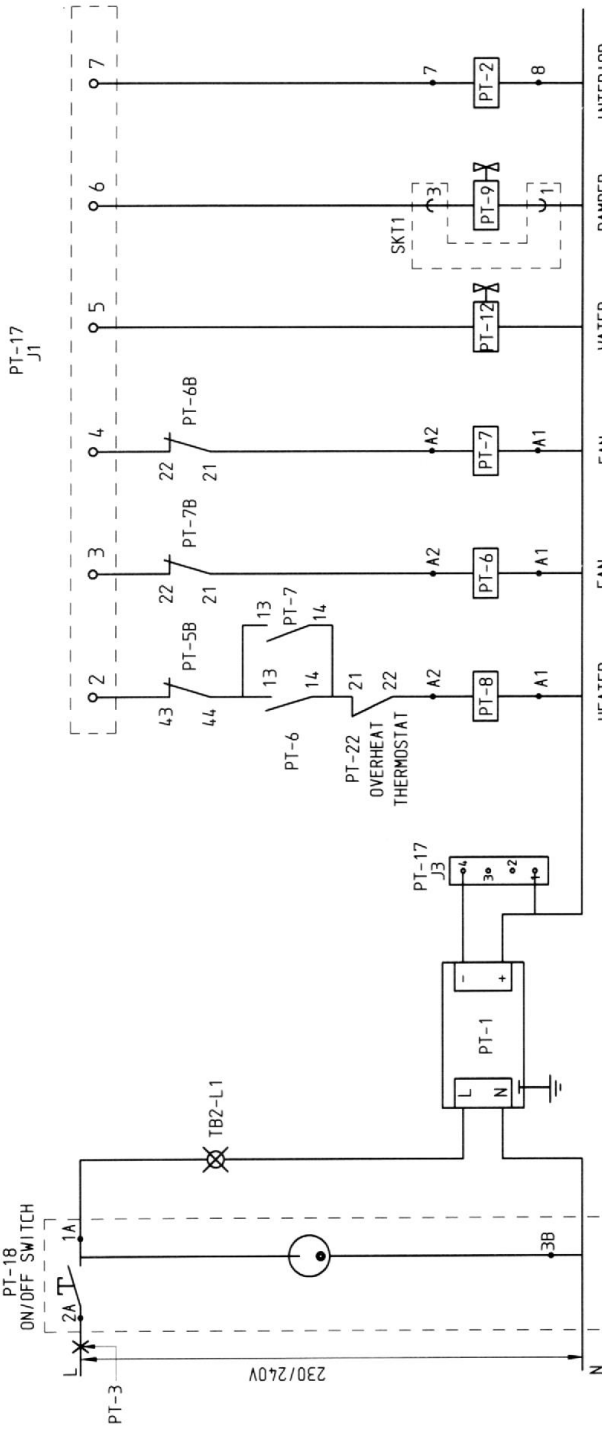 PT-18
ON/OFF SWITCH
L
2A
1A
PT-3
230/240V
N
3B
TB2-L1
L
N
PT-1
-
+
PT-17
J3
4
3
2
1
PT-17
J1
2
3
4
5
6
7
43
PT-5B
44
13
PT-6
14
13
PT-7
14
21
PT-22
22
OVERHEAT
THERMOSTAT
A2
PT-8
A1
22
PT-7B
21
A2
PT-6
A1
22
PT-6B
21
A2
PT-7
A1
PT-12
SKT1
3
PT-9
1
7
PT-2
8
HEATER
FAN
FAN
WATER
DAMPER
INTERIOR